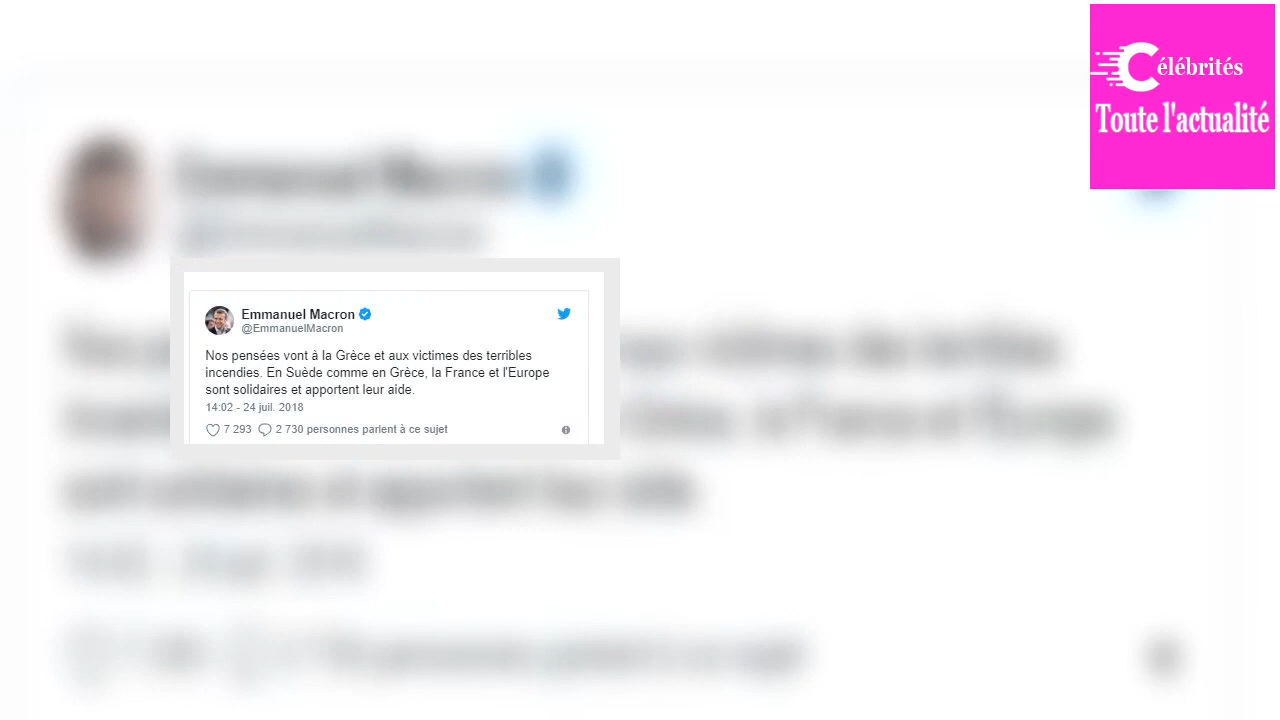 Célébrités
Toute l'actualité
Emmanuel Macron
@EmmanuelMacron
Nos pensées vont à la Grèce et aux victimes des terribles
incendies. En Suède comme en Grèce, la France et l'Europe
sont solidaires et apportent leur aide.
14:02 - 24 juil. 2018
7 293 2 730 personnes parlent à ce sujet